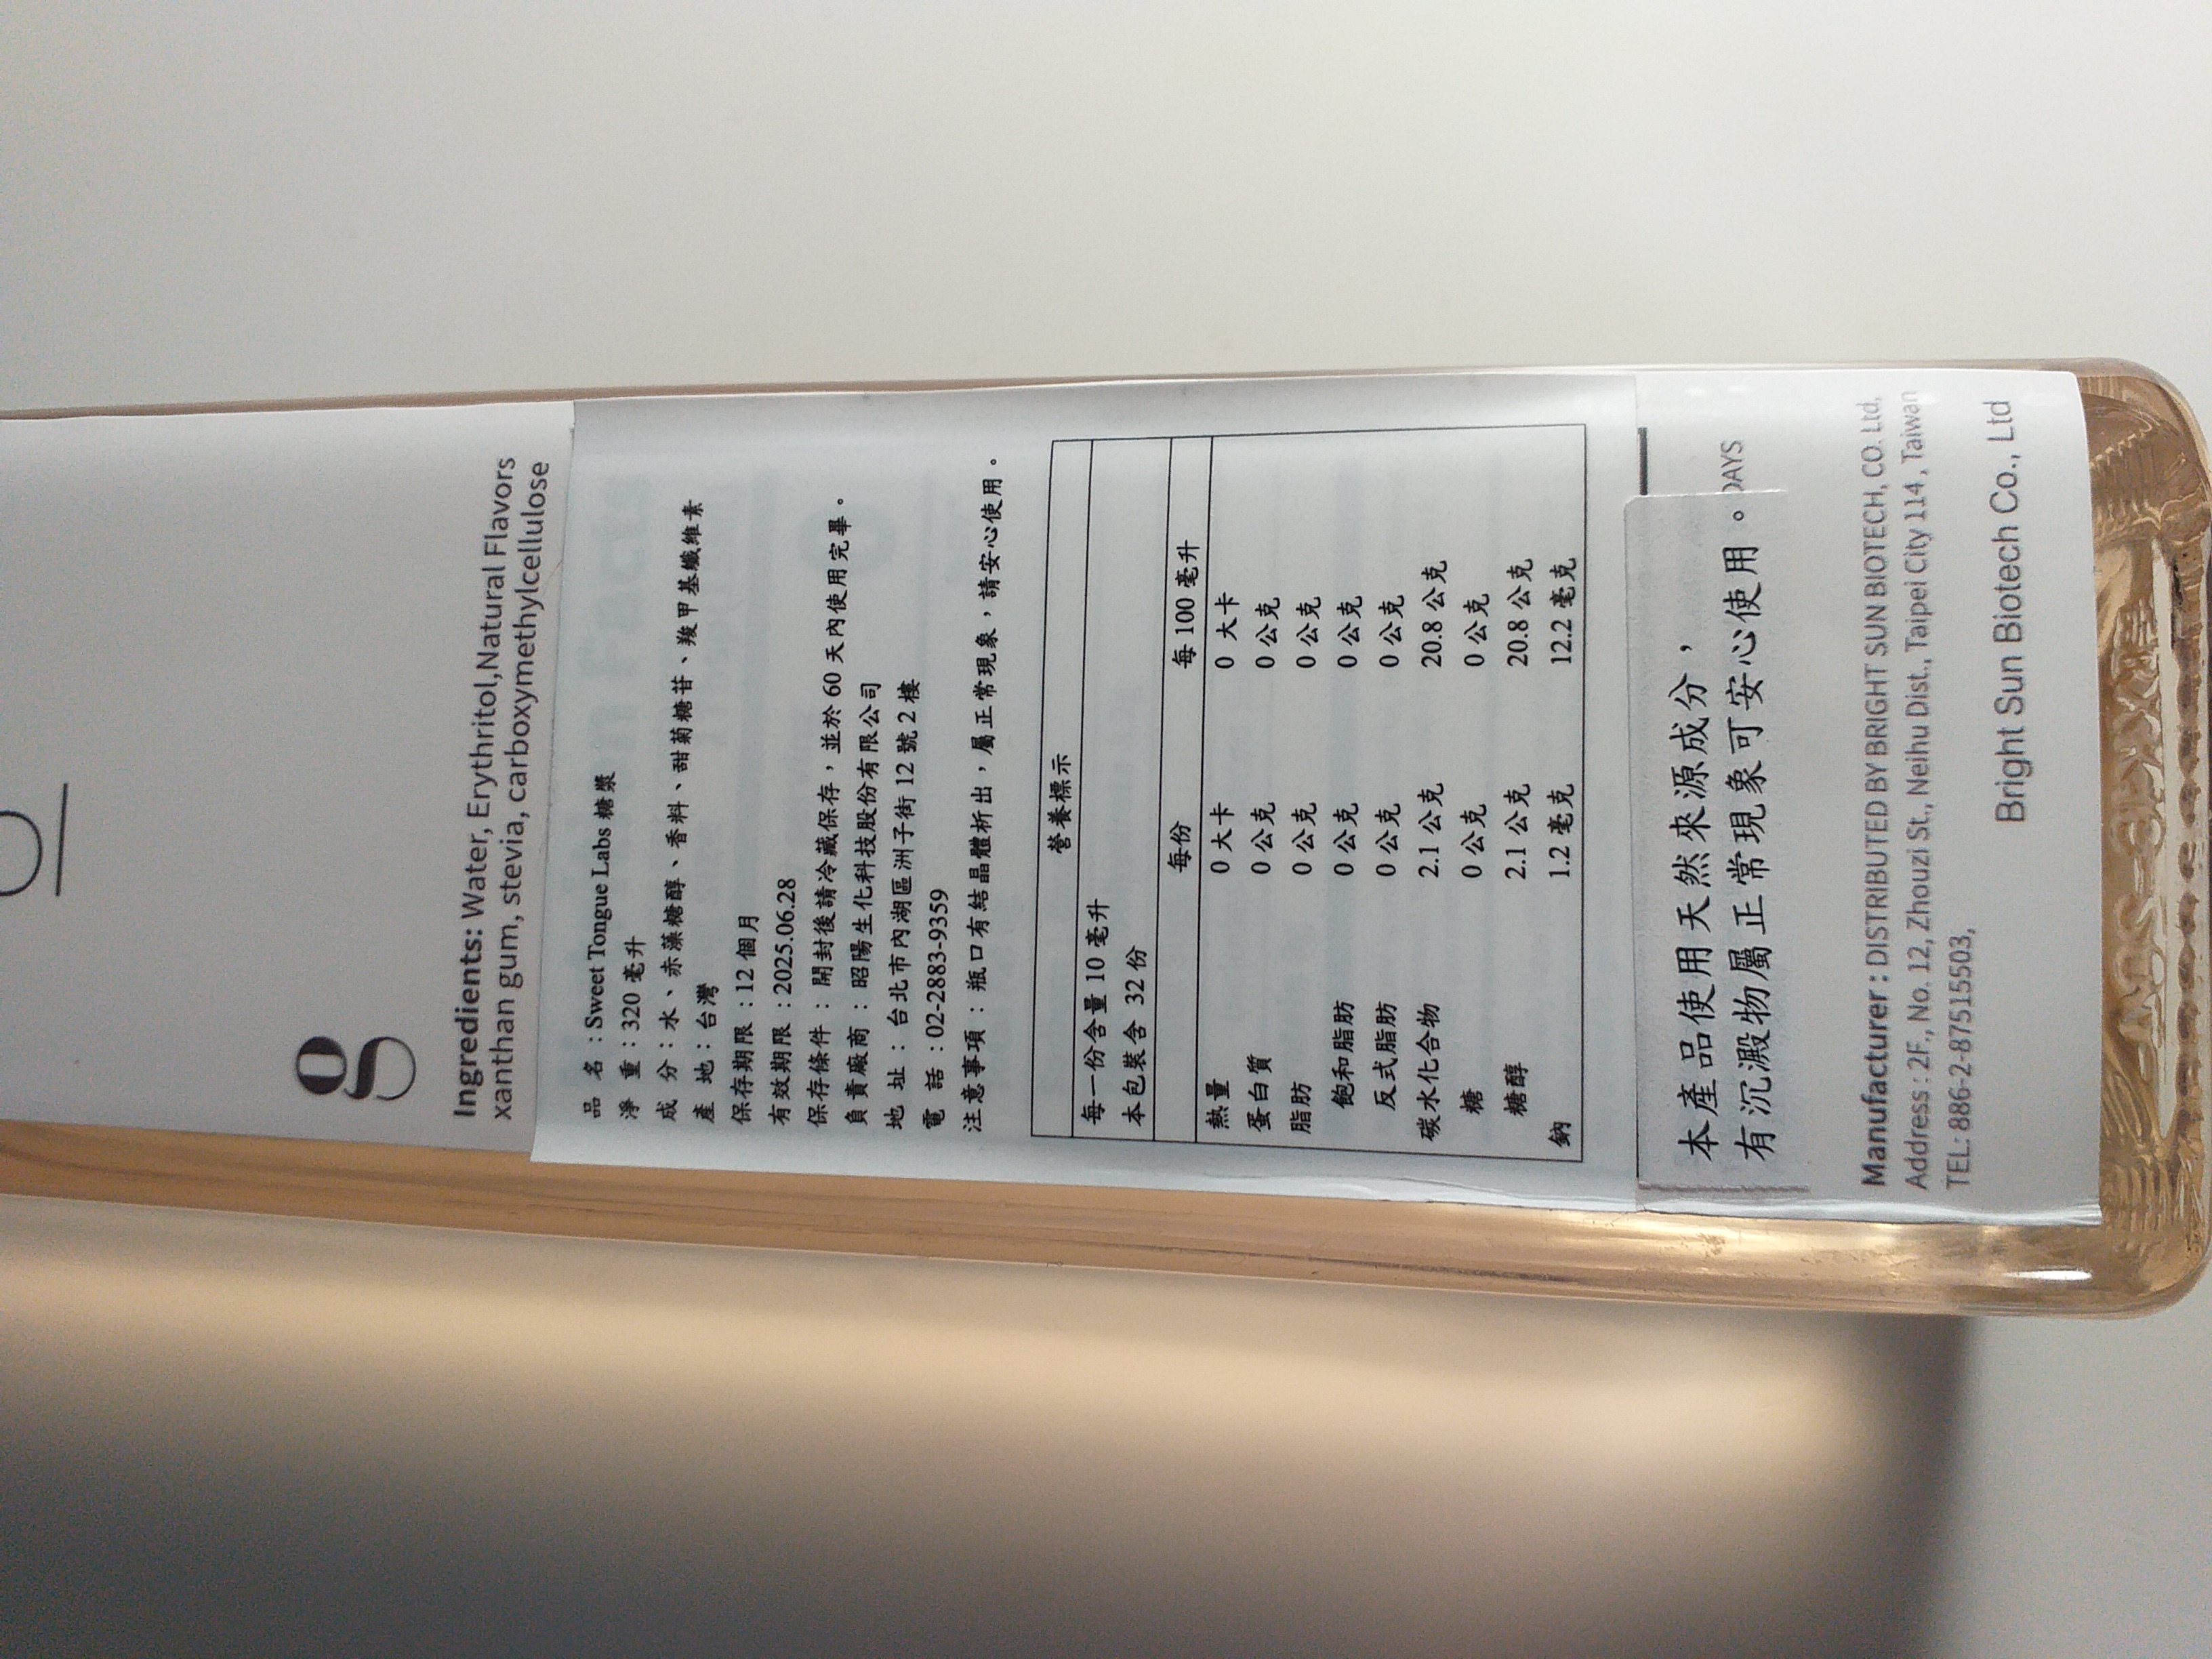 g
Ingredients: Water, Erythritol,Natural Flavors
xanthan gum, stevia, carboxymethylcellulose
品 名：Sweet Tongue Labs 糖漿
淨 重：320 毫升
成 分：水、赤藻糖醇、香料、甜菊糖苷、羧甲基纖維素
產 地：台灣
保存期限：12 個月
有效期限：2025.06.28
保存條件：開封後請冷藏保存，並於 60 天內使用完畢。
負責廠商：昭陽生化科技股份有限公司
地 址：台北市內湖區洲子街 12 號 2 樓
電 話：02-2883-9359
注意事項：瓶口有結晶體析出，屬正常現象，請安心使用。
營養標示
每一份含量 10 毫升
本包裝含 32 份
每份 每 100 毫升
熱量 0 大卡 0 大卡
蛋白質 0 公克 0 公克
脂肪 0 公克 0 公克
飽和脂肪 0 公克 0 公克
反式脂肪 0 公克 0 公克
碳水化合物 2.1 公克 20.8 公克
糖 0 公克 0 公克
糖醇 2.1 公克 20.8 公克
鈉 1.2 毫克 12.2 毫克
本產品使用天然來源成分，
有沉澱物屬正常現象可安心使用。
DAYS
Manufacturer : DISTRIBUTED BY BRIGHT SUN BIOTECH, CO. Ltd,
Address : 2F., No. 12, Zhouzi St., Neihu Dist., Taipei City 114 , Taiwan
TEL: 886-2-87515503,
Bright Sun Biotech Co., Ltd